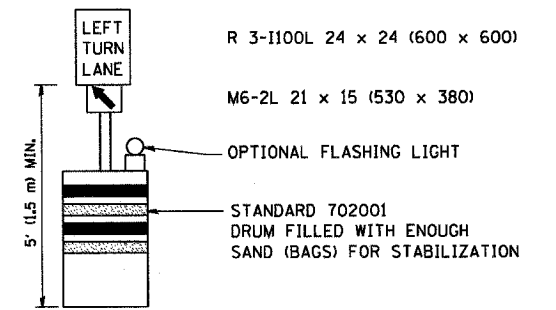 LEFT
TURN
LANE
R 3-I100L 24 x 24 (600 x 600)
M6-2L 21 x 15 (530 x 380)
5' (1.5 m) MIN.
OPTIONAL FLASHING LIGHT
STANDARD 702001
DRUM FILLED WITH ENOUGH
SAND (BAGS) FOR STABILIZATION